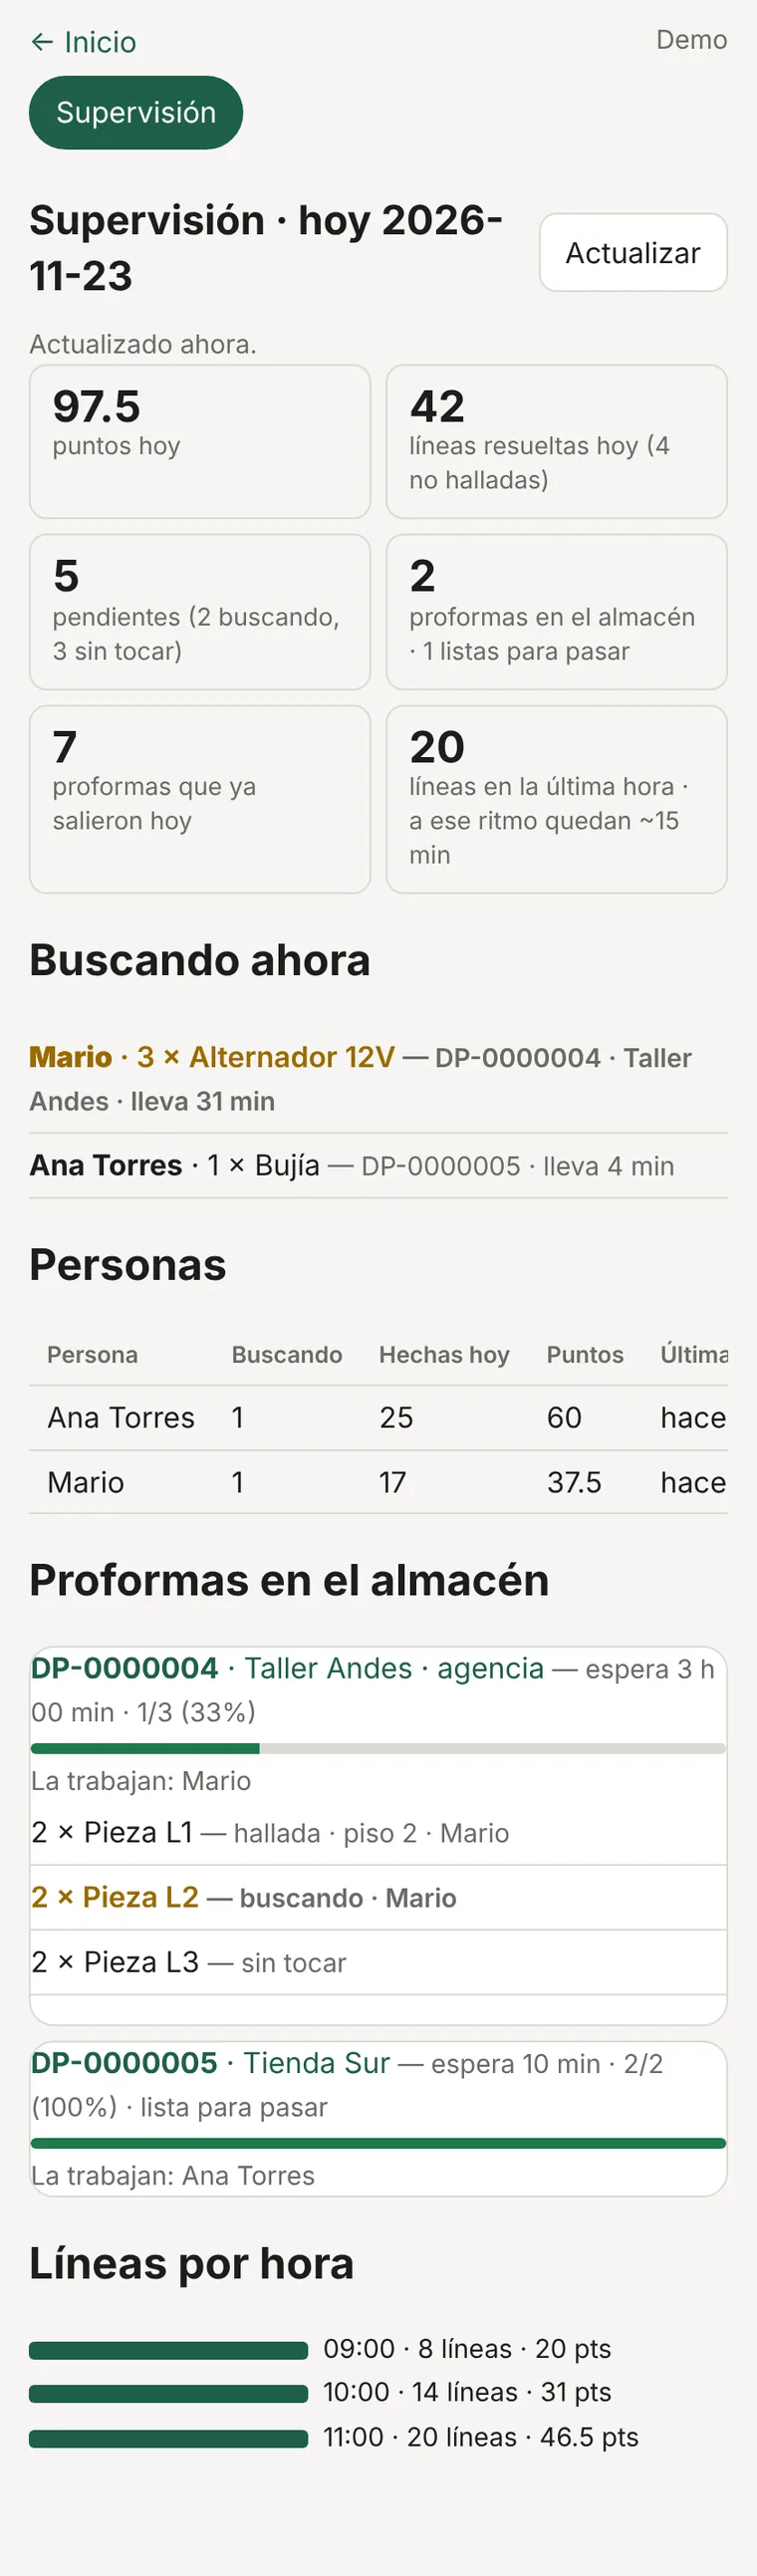 ← Inicio
Demo
Supervisión
Supervisión · hoy 2026-
11-23
Actualizar
Actualizado ahora.
97.5
puntos hoy
42
líneas resueltas hoy (4
no halladas)
5
pendientes (2 buscando,
3 sin tocar)
2
proformas en el almacén
· 1 listas para pasar
7
proformas que ya
salieron hoy
20
líneas en la última hora ·
a ese ritmo quedan ~15
min
Buscando ahora
Mario · 3 × Alternador 12V — DP-0000004 · Taller
Andes · lleva 31 min
Ana Torres · 1 × Bujía — DP-0000005 · lleva 4 min
Personas
Persona Buscando Hechas hoy Puntos Última
Ana Torres 1 25 60 hace
Mario 1 17 37.5 hace
Proformas en el almacén
DP-0000004 · Taller Andes · agencia — espera 3 h
00 min · 1/3 (33%)
La trabajan: Mario
2 × Pieza L1 — hallada · piso 2 · Mario
2 × Pieza L2 — buscando · Mario
2 × Pieza L3 — sin tocar
DP-0000005 · Tienda Sur — espera 10 min · 2/2
(100%) · lista para pasar
La trabajan: Ana Torres
Líneas por hora
09:00 · 8 líneas · 20 pts
10:00 · 14 líneas · 31 pts
11:00 · 20 líneas · 46.5 pts